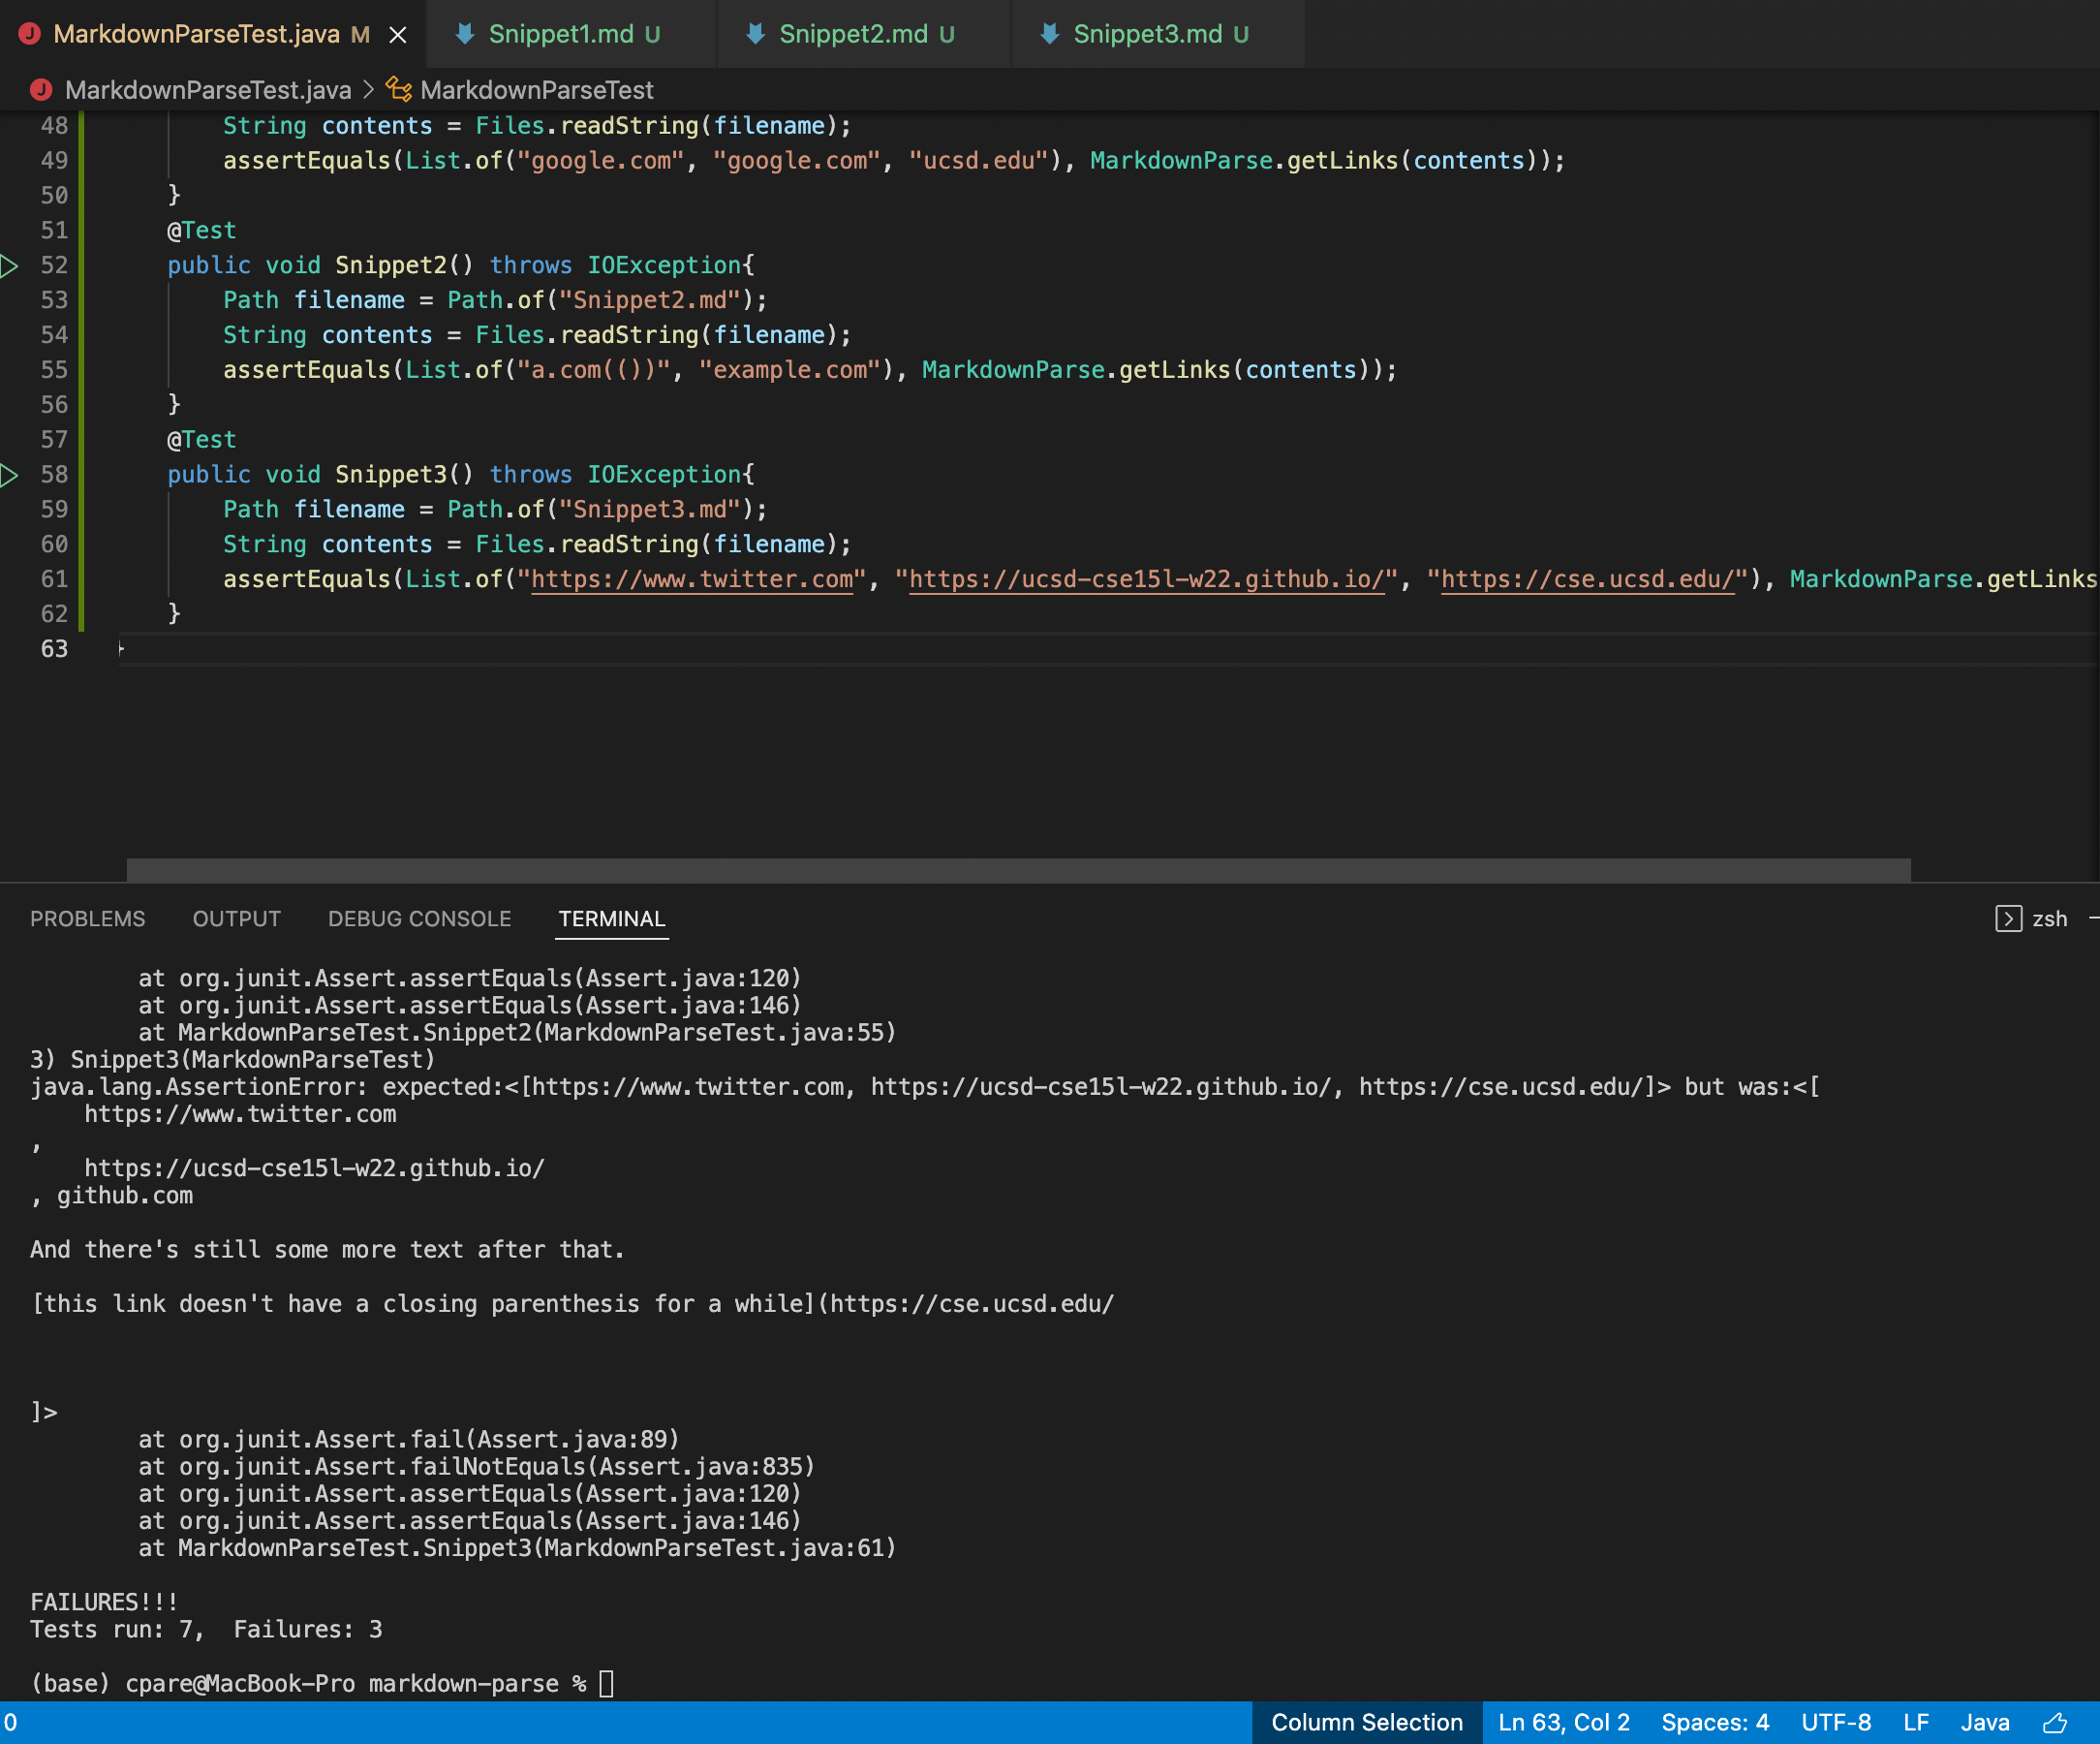 MarkdownParseTest.java M
Snippet1.md U
Snippet2.md U
Snippet3.md U
MarkdownParseTest.java > MarkdownParseTest
48 String contents = Files.readString(filename);
49 assertEquals(List.of("google.com", "google.com", "ucsd.edu"), MarkdownParse.getLinks(contents));
50 }
51 @Test
52 public void Snippet2() throws IOException{
53 Path filename = Path.of("Snippet2.md");
54 String contents = Files.readString(filename);
55 assertEquals(List.of("a.com(())", "example.com"), MarkdownParse.getLinks(contents));
56 }
57 @Test
58 public void Snippet3() throws IOException{
59 Path filename = Path.of("Snippet3.md");
60 String contents = Files.readString(filename);
61 assertEquals(List.of("https://www.twitter.com", "https://ucsd-cse15l-w22.github.io/", "https://cse.ucsd.edu/"), MarkdownParse.getLinks
62 }
63 }
PROBLEMS OUTPUT DEBUG CONSOLE TERMINAL zsh
at org.junit.Assert.assertEquals(Assert.java:120)
at org.junit.Assert.assertEquals(Assert.java:146)
at MarkdownParseTest.Snippet2(MarkdownParseTest.java:55)
3) Snippet3(MarkdownParseTest)
java.lang.AssertionError: expected:<[https://www.twitter.com, https://ucsd-cse15l-w22.github.io/, https://cse.ucsd.edu/]> but was:<[
https://www.twitter.com
,
https://ucsd-cse15l-w22.github.io/
, github.com
And there's still some more text after that.
[this link doesn't have a closing parenthesis for a while](https://cse.ucsd.edu/
]>
at org.junit.Assert.fail(Assert.java:89)
at org.junit.Assert.failNotEquals(Assert.java:835)
at org.junit.Assert.assertEquals(Assert.java:120)
at org.junit.Assert.assertEquals(Assert.java:146)
at MarkdownParseTest.Snippet3(MarkdownParseTest.java:61)
FAILURES!!!
Tests run: 7,  Failures: 3
(base) cpare@MacBook-Pro markdown-parse %
0 Column Selection Ln 63, Col 2 Spaces: 4 UTF-8 LF Java